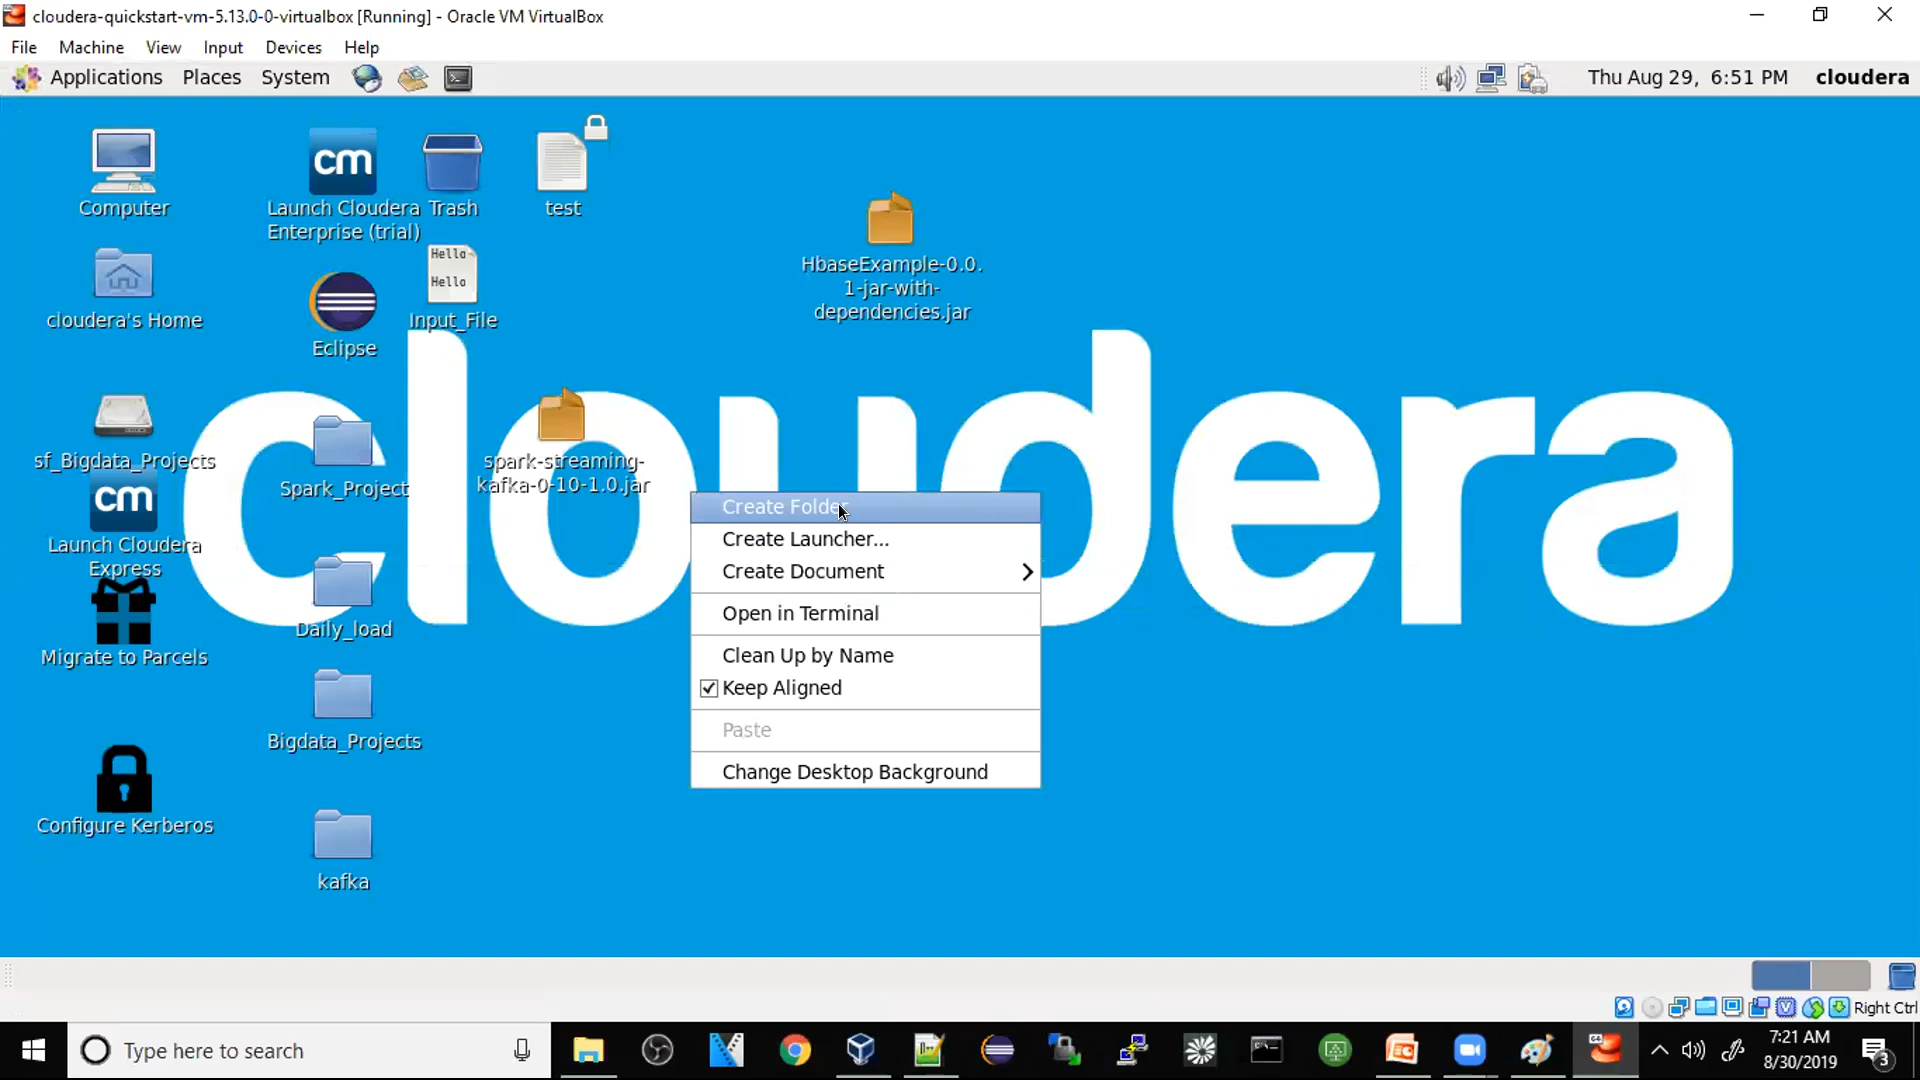 cloudera-quickstart-vm-5.13.0-0-virtualbox [Running] - Oracle VM VirtualBox
File Machine View Input Devices Help
Applications Places System Thu Aug 29, 6:51 PM cloudera
Computer
cm
Launch Cloudera
Enterprise (trial)
Trash
test
HbaseExample-0.0.
1-jar-with-
dependencies.jar
cloudera's Home
Eclipse
Hello
Hello
Input_File
cloudera
sf_Bigdata_Projects
Spark_Project
spark-streaming-
kafka-0-10-1.0.jar
cm
Launch Cloudera
Express
Daily_load
Migrate to Parcels
Bigdata_Projects
Configure Kerberos
kafka
Create Folder
Create Launcher...
Create Document
Open in Terminal
Clean Up by Name
Keep Aligned
Paste
Change Desktop Background
Right Ctrl
Type here to search
7:21 AM
8/30/2019
3